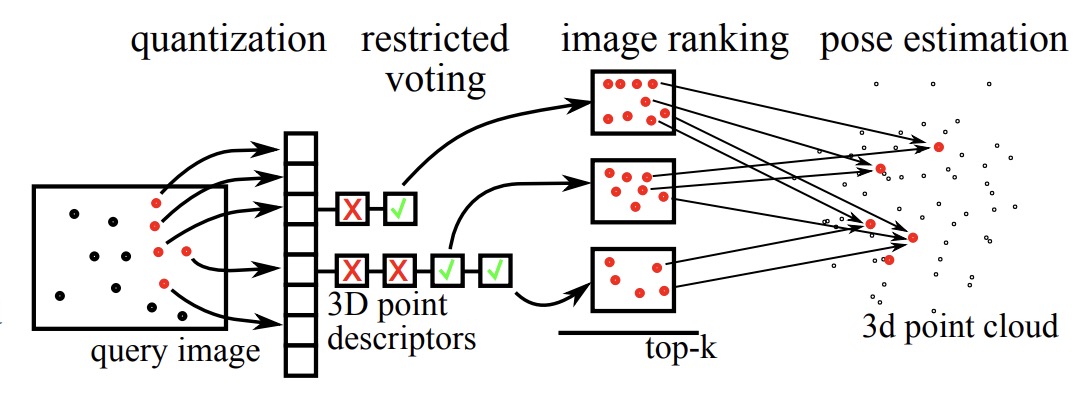 quantization
restricted
voting
image ranking
pose estimation
query image
3D point
descriptors
top-k
3d point cloud